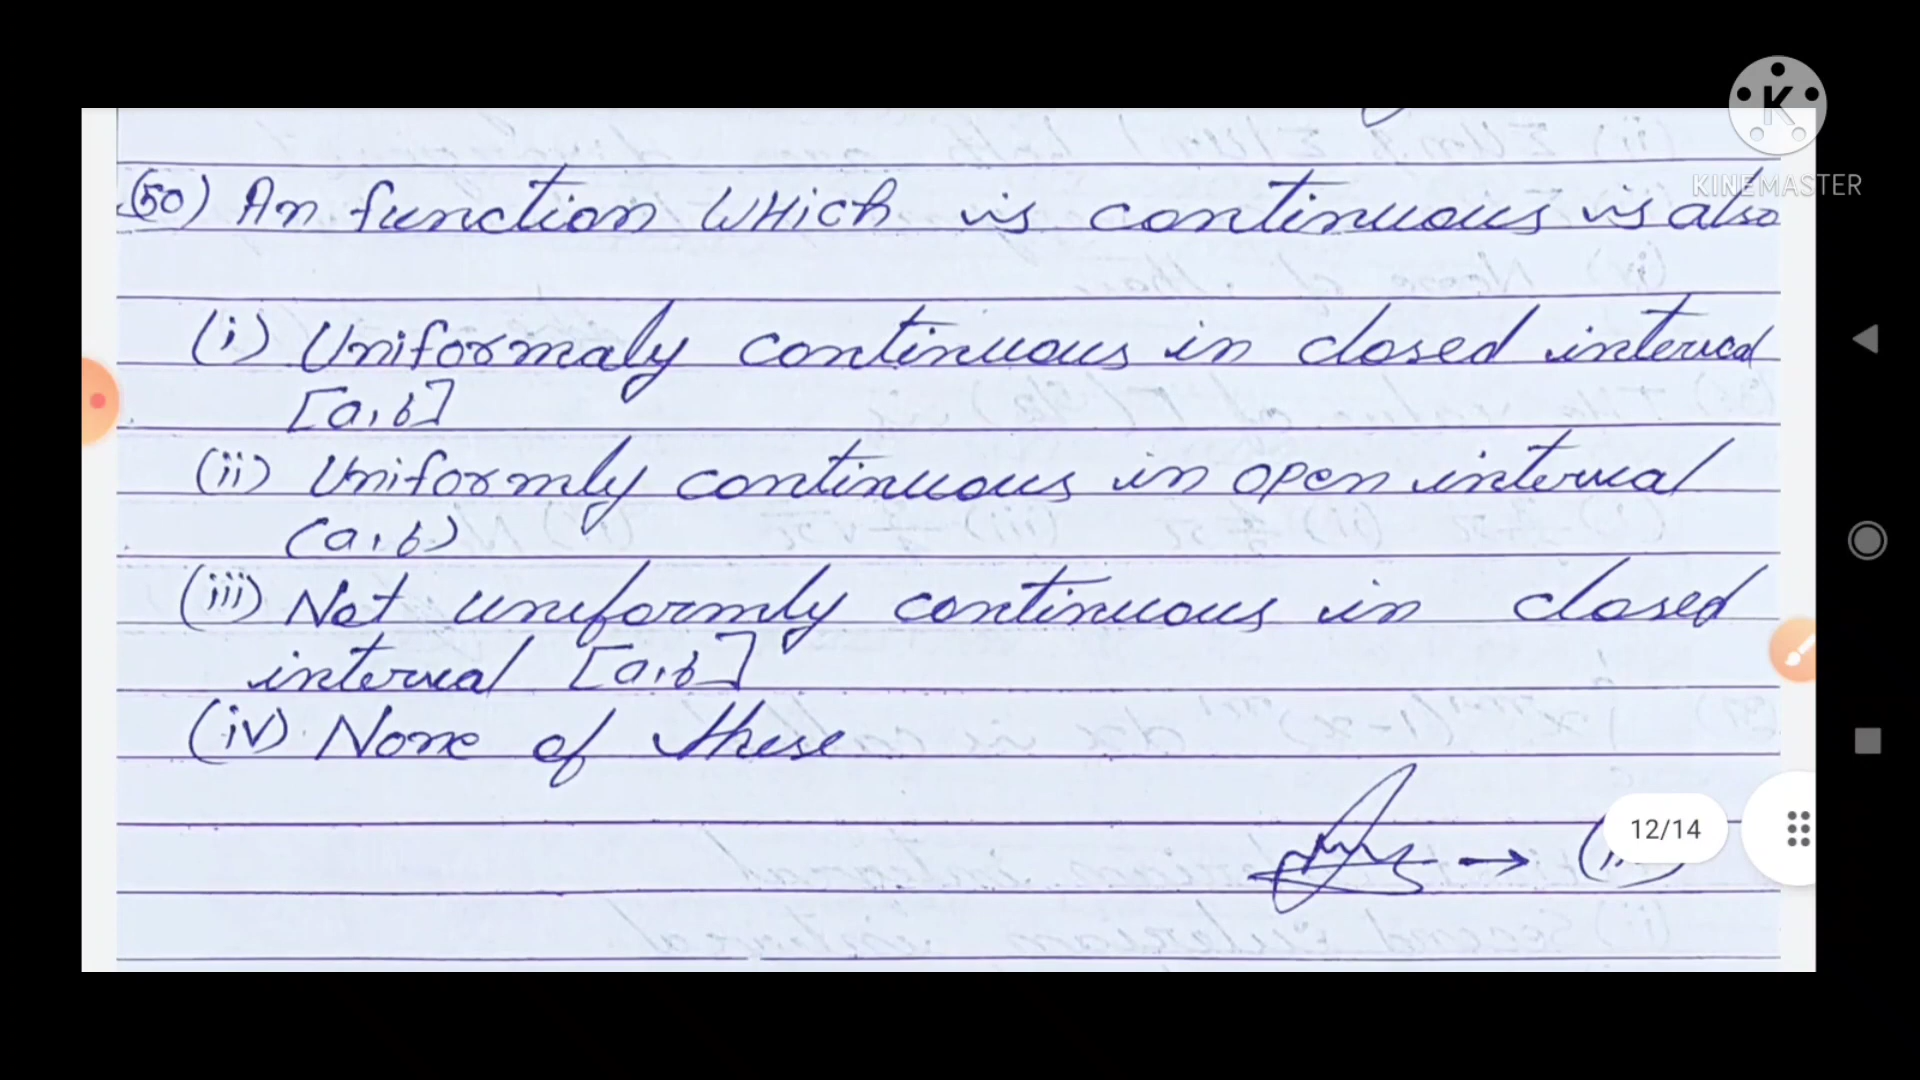 KINEMASTER
(50) An function which is continuous is also
(i) Uniformaly continuous in closed interval
[a,b]
(ii) Uniformly continuous in open interval
(a,b)
(iii) Not uniformly continuous in closed
interval [a,b]
(iv) None of these
12/14
Ans →